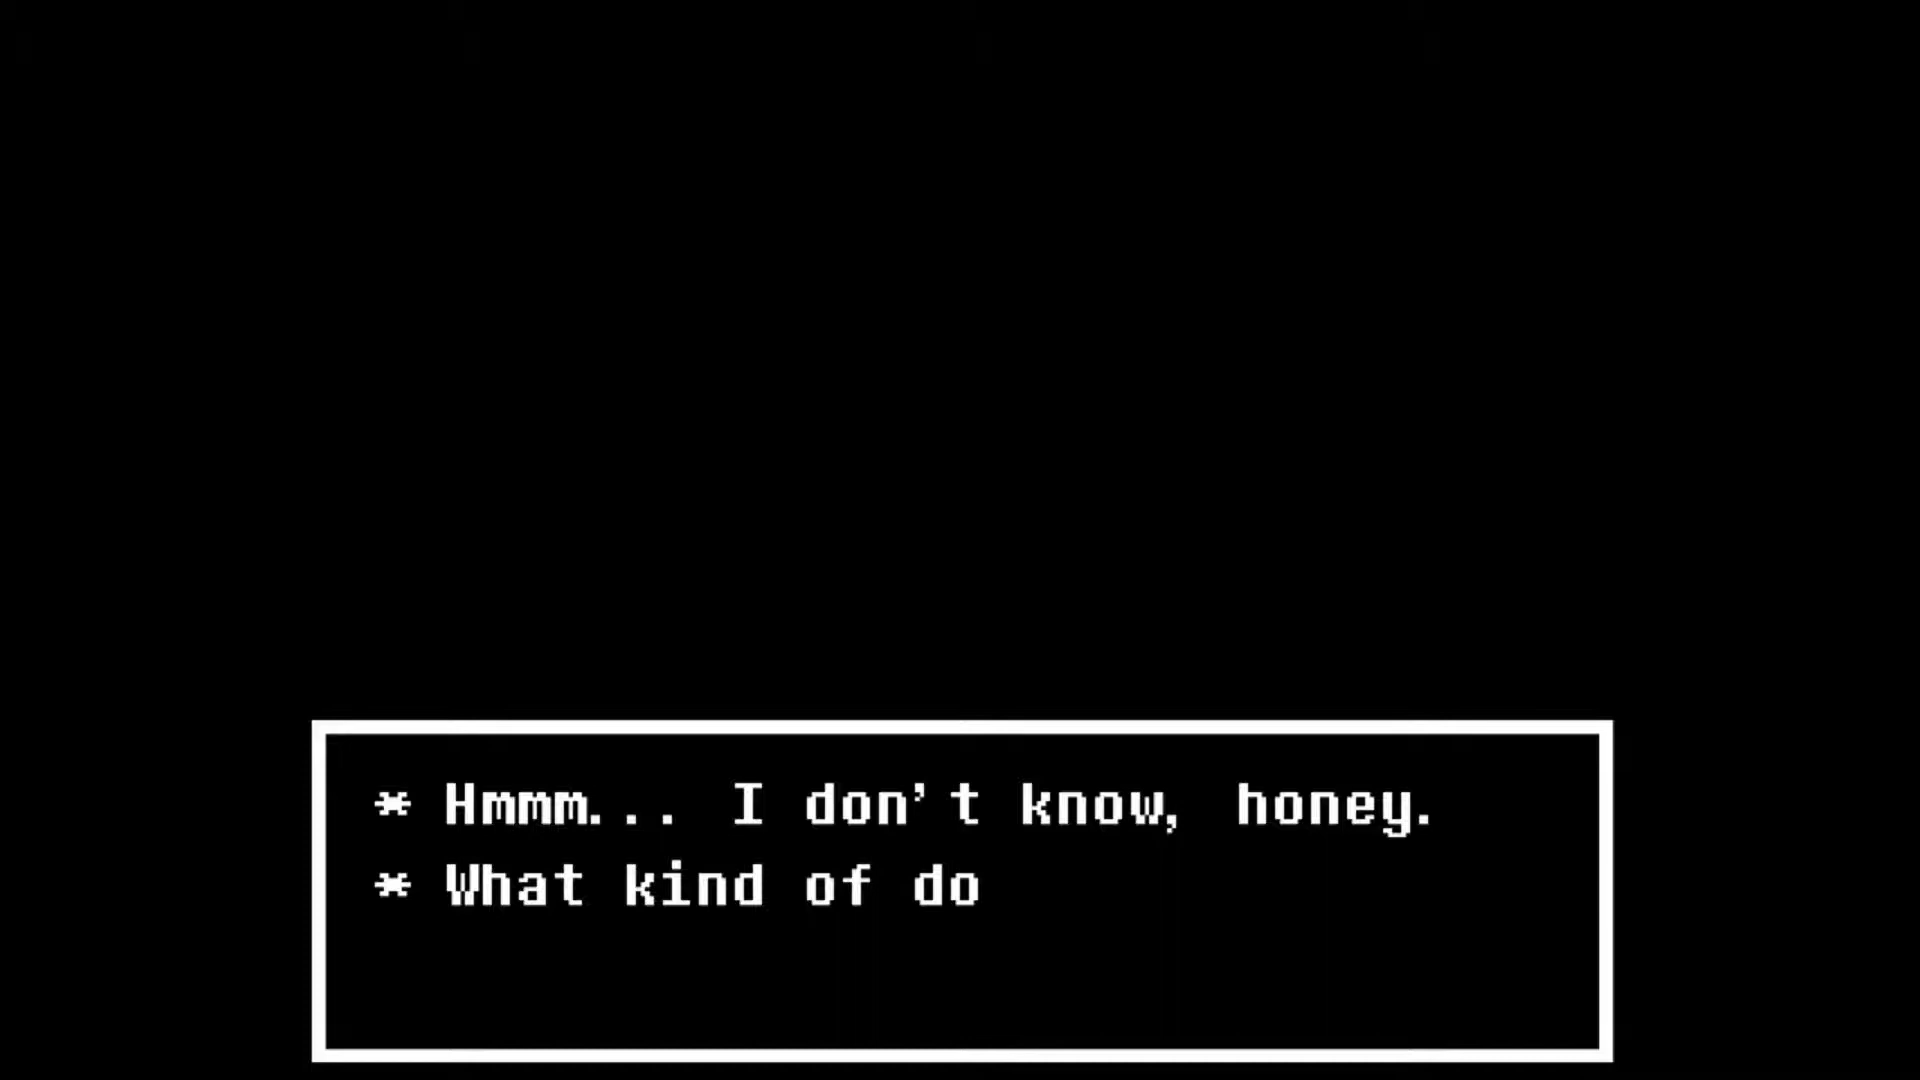 * Hmmm... I don't know, honey.
* What kind of do